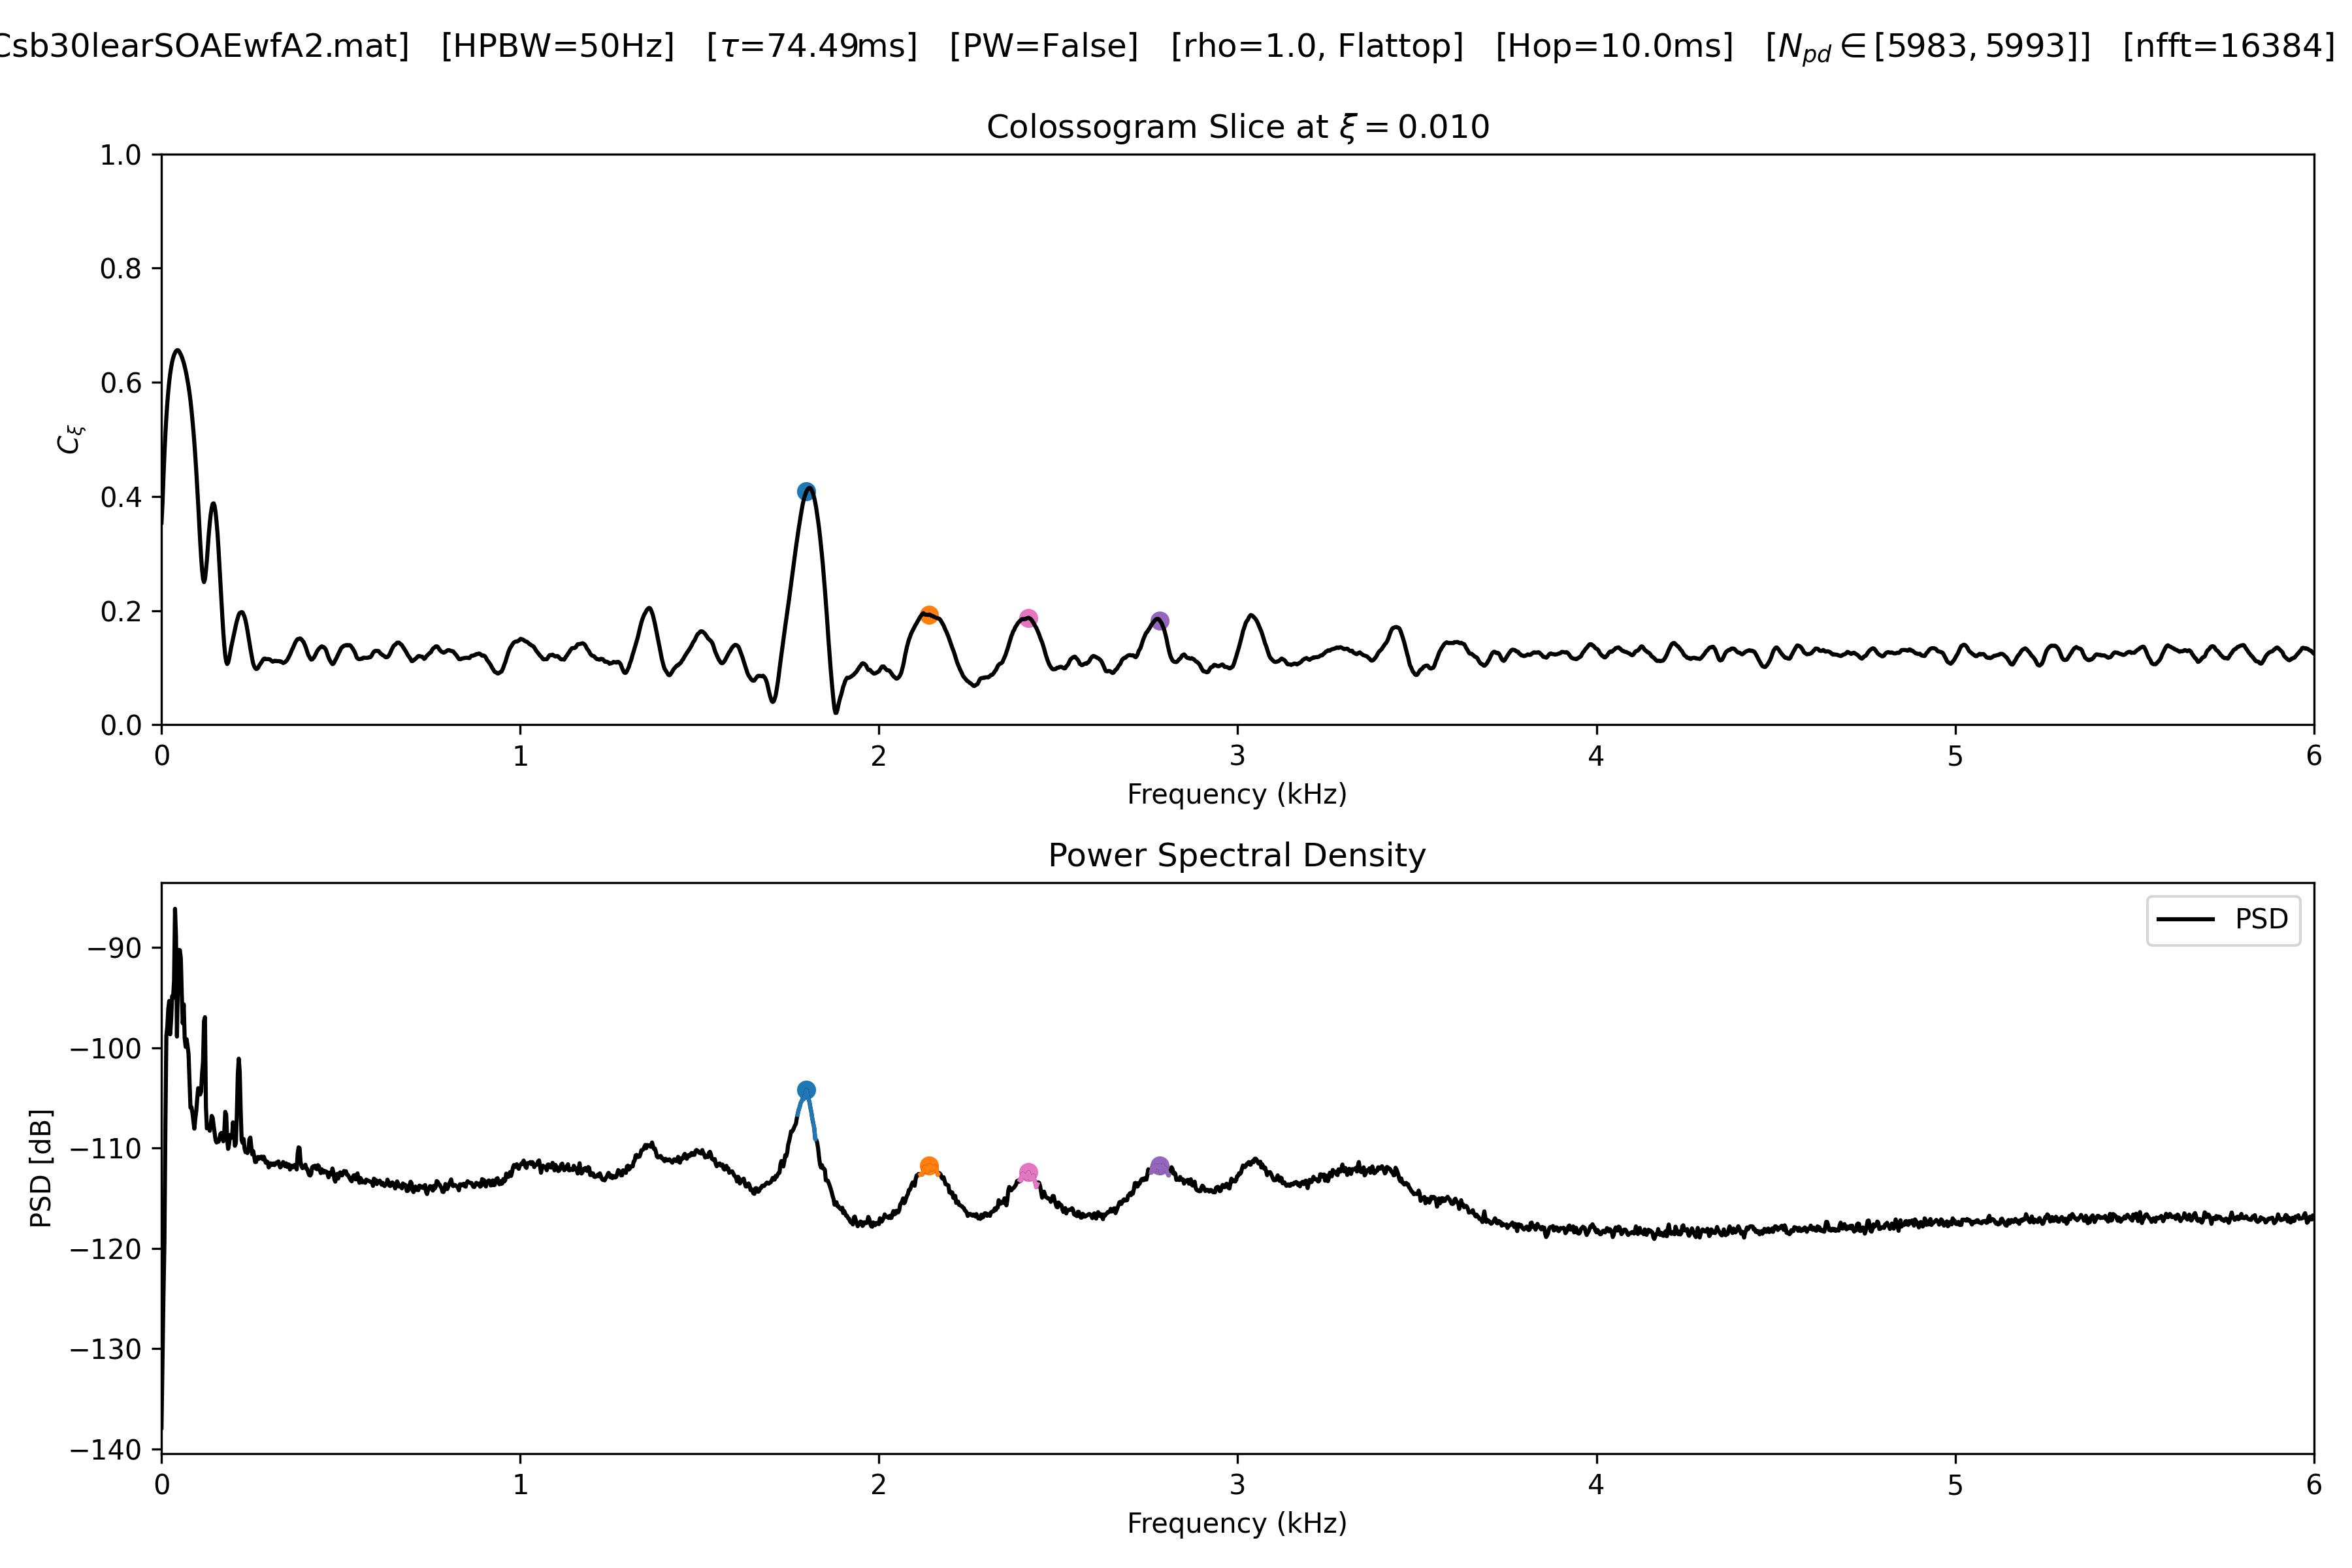 Csb30learSOAEwfA2.mat] [HPBW=50Hz] [τ=74.49ms] [PW=False] [rho=1.0, Flattop] [Hop=10.0ms] [N_pd ∈ [5983, 5993]] [nfft=16384]
Colossogram Slice at ξ = 0.010
1.0
0.8
0.6
0.4
0.2
0.0
C_ξ
0 1 2 3 4 5 6
Frequency (kHz)
Power Spectral Density
PSD
−90
−100
−110
−120
−130
−140
PSD [dB]
0 1 2 3 4 5 6
Frequency (kHz)